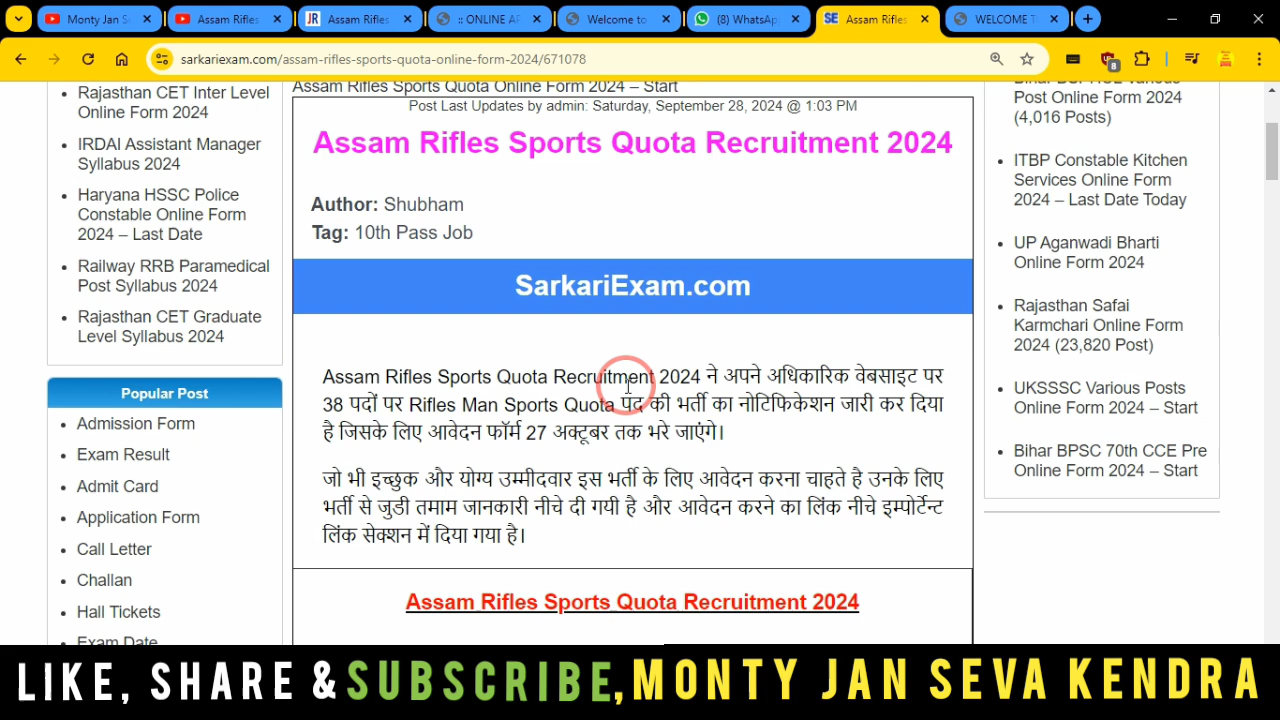 Monty Jan Se
Assam Rifles
Assam Rifles
:: ONLINE AP
Welcome to
(8) WhatsApp
Assam Rifles
WELCOME T
sarkariexam.com/assam-rifles-sports-quota-online-form-2024/671078
8
Rajasthan CET Inter Level
Online Form 2024
IRDAI Assistant Manager
Syllabus 2024
Haryana HSSC Police
Constable Online Form
2024 – Last Date
Railway RRB Paramedical
Post Syllabus 2024
Rajasthan CET Graduate
Level Syllabus 2024
Popular Post
Admission Form
Exam Result
Admit Card
Application Form
Call Letter
Challan
Hall Tickets
Exam Date
Assam Rifles Sports Quota Online Form 2024 – Start
Post Last Updates by admin: Saturday, September 28, 2024 @ 1:03 PM
Assam Rifles Sports Quota Recruitment 2024
Author: Shubham
Tag: 10th Pass Job
SarkariExam.com
Assam Rifles Sports Quota Recruitment 2024 ने अपने अधिकारिक वेबसाइट पर
38 पदों पर Rifles Man Sports Quota पद की भर्ती का नोटिफिकेशन जारी कर दिया
है जिसके लिए आवेदन फॉर्म 27 अक्टूबर तक भरे जाएंगे।
जो भी इच्छुक और योग्य उम्मीदवार इस भर्ती के लिए आवेदन करना चाहते है उनके लिए
भर्ती से जुडी तमाम जानकारी नीचे दी गयी है और आवेदन करने का लिंक नीचे इम्पोर्टेन्ट
लिंक सेक्शन में दिया गया है।
Assam Rifles Sports Quota Recruitment 2024
Post Online Form 2024
(4,016 Posts)
ITBP Constable Kitchen
Services Online Form
2024 – Last Date Today
UP Aganwadi Bharti
Online Form 2024
Rajasthan Safai
Karmchari Online Form
2024 (23,820 Post)
UKSSSC Various Posts
Online Form 2024 – Start
Bihar BPSC 70th CCE Pre
Online Form 2024 – Start
LIKE, SHARE & SUBSCRIBE, MONTY JAN SEVA KENDRA